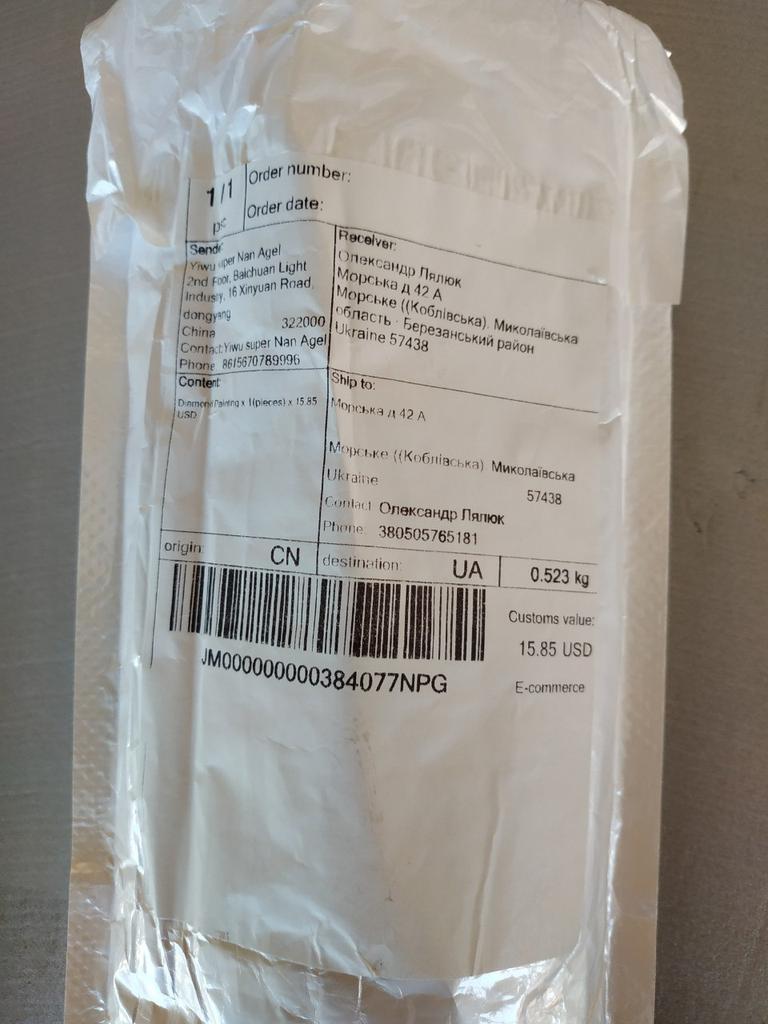 1/1
pc
Order number:
Order date:
Sender
Yiwu super Nan Agel
2nd Foor, Baichuan Light
Industry, 16 Xinyuan Road,
dongyang
322000
China
Contact:Yiwu super Nan Agel
Phone: 8615670789996
Receiver:
Олександр Лялюк
Морська д 42 А
Морське ((Коблівська). Миколаївська
область · Березанський район
Ukraine 57438
Content:
Diamond Painting x 1(pieces) x 15.85
USD
Ship to:
Морська д 42 А
Морське ((Коблівська). Миколаївська
Ukraine
57438
Contact: Олександр Лялюк
Phone: 380505765181
origin: CN
destination: UA
0.523 kg
JM000000000384077NPG
Customs value:
15.85 USD
E-commerce